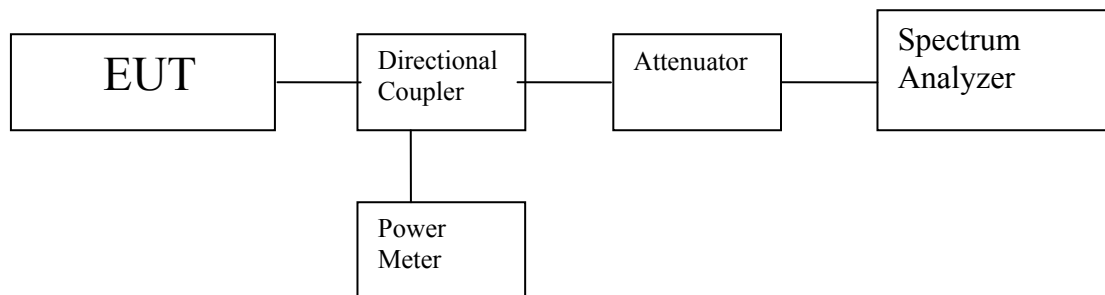 EUT
Directional
Coupler
Attenuator
Spectrum
Analyzer
Power
Meter